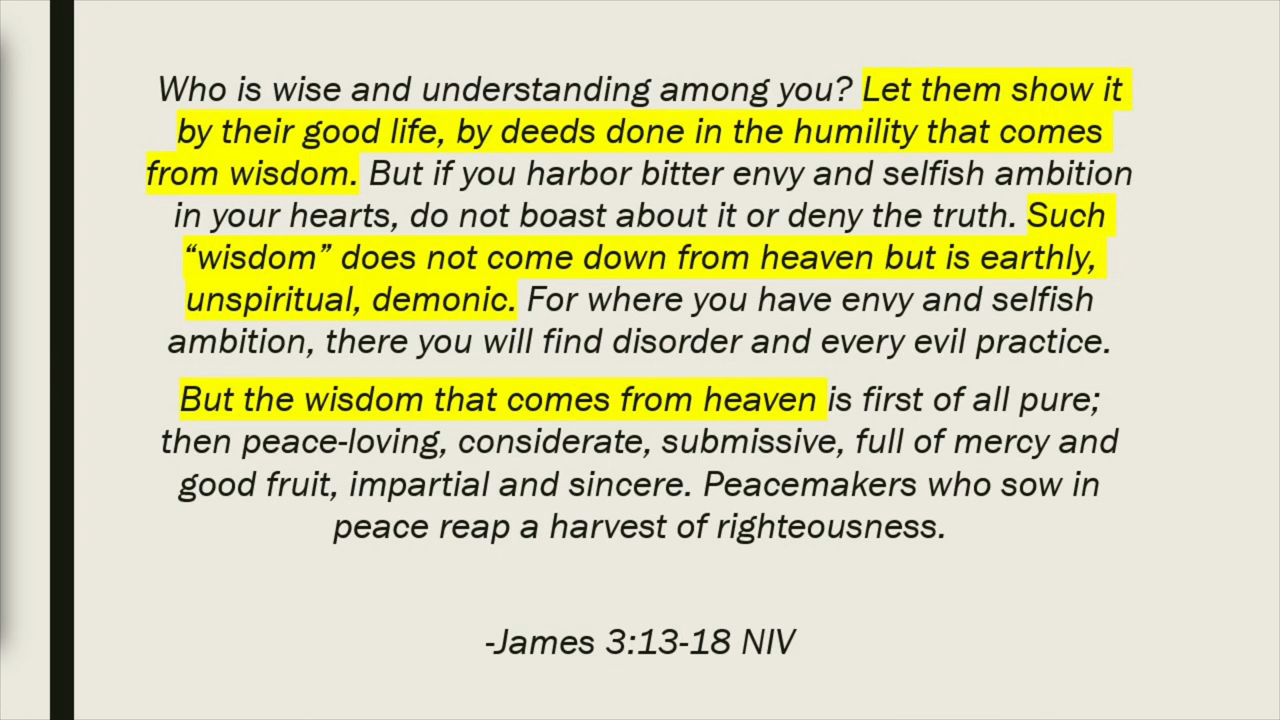 Who is wise and understanding among you? Let them show it
by their good life, by deeds done in the humility that comes
from wisdom. But if you harbor bitter envy and selfish ambition
in your hearts, do not boast about it or deny the truth. Such
“wisdom” does not come down from heaven but is earthly,
unspiritual, demonic. For where you have envy and selfish
ambition, there you will find disorder and every evil practice.
But the wisdom that comes from heaven is first of all pure;
then peace-loving, considerate, submissive, full of mercy and
good fruit, impartial and sincere. Peacemakers who sow in
peace reap a harvest of righteousness.
-James 3:13-18 NIV